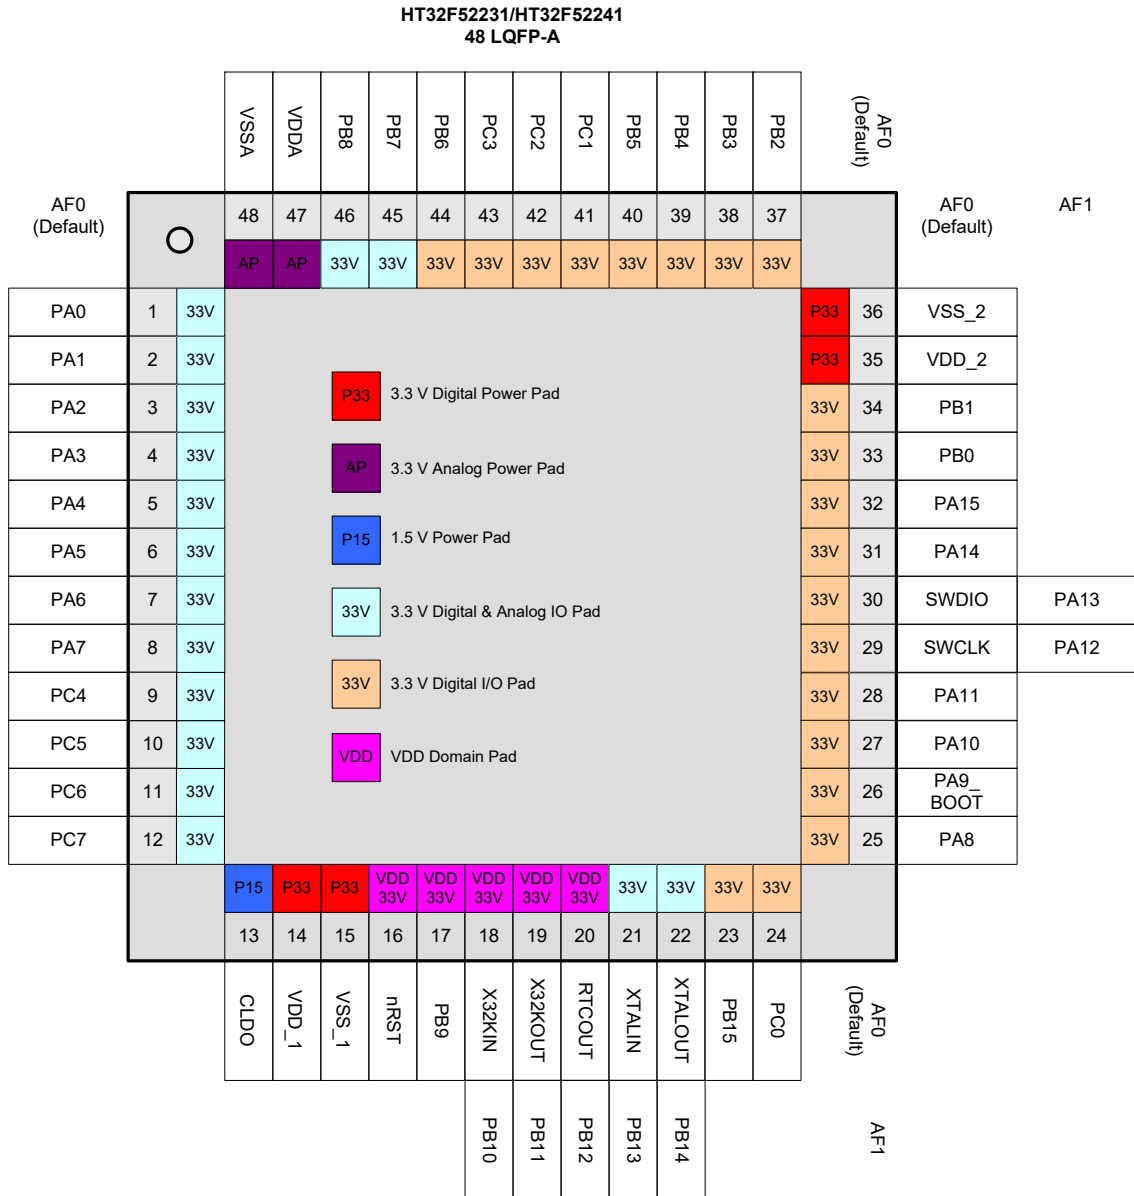 HT32F52231/HT32F52241
48 LQFP-A
VSSA VDDA PB8 PB7 PB6 PC3 PC2 PC1 PB5 PB4 PB3 PB2 AF0 (Default)
AF0 (Default) 48 47 46 45 44 43 42 41 40 39 38 37 AF0 (Default) AF1
AP AP 33V 33V 33V 33V 33V 33V 33V 33V 33V 33V
PA0 1 33V P33 36 VSS_2
PA1 2 33V P33 35 VDD_2
PA2 3 33V 33V 34 PB1
P33 3.3 V Digital Power Pad
PA3 4 33V 33V 33 PB0
AP 3.3 V Analog Power Pad
PA4 5 33V 33V 32 PA15
P15 1.5 V Power Pad
PA5 6 33V 33V 31 PA14
PA6 7 33V 33V 30 SWDIO PA13
33V 3.3 V Digital & Analog IO Pad
PA7 8 33V 33V 29 SWCLK PA12
33V 3.3 V Digital I/O Pad
PC4 9 33V 33V 28 PA11
PC5 10 33V 33V 27 PA10
VDD VDD Domain Pad
PC6 11 33V 33V 26 PA9_ BOOT
PC7 12 33V 33V 25 PA8
P15 P33 P33 VDD 33V VDD 33V VDD 33V VDD 33V VDD 33V 33V 33V 33V 33V
13 14 15 16 17 18 19 20 21 22 23 24
CLDO VDD_1 VSS_1 nRST PB9 X32KIN X32KOUT RTCOUT XTALIN XTALOUT PB15 PC0 AF0 (Default)
PB10 PB11 PB12 PB13 PB14 AF1